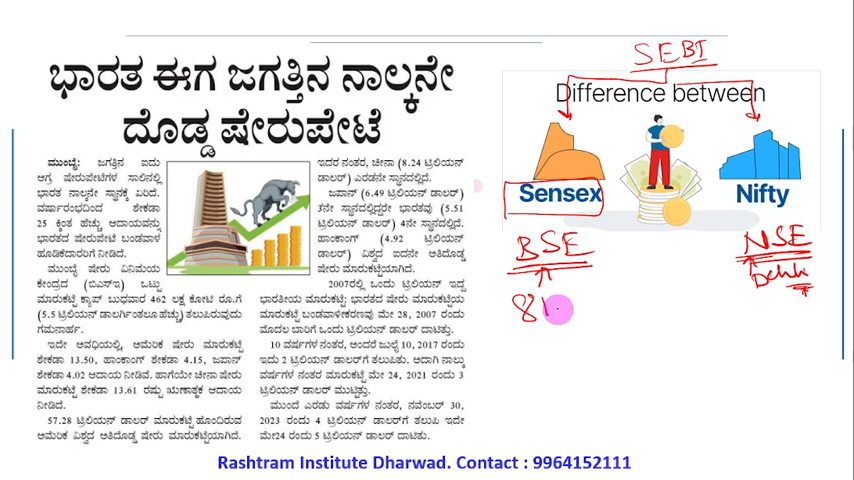 ಭಾರತ ಈಗ ಜಗತ್ತಿನ ನಾಲ್ಕನೇ
ದೊಡ್ಡ ಷೇರುಪೇಟೆ
ಮುಂಬೈ: ಜಗತ್ತಿನ ಐದು
ಅಗ್ರ ಷೇರುಪೇಟೆಗಳ ಸಾಲಿನಲ್ಲಿ
ಭಾರತ ನಾಲ್ಕನೇ ಸ್ಥಾನಕ್ಕೆ ಏರಿದೆ.
ವರ್ಷಾರಂಭದಿಂದ ಶೇಕಡಾ
25 ಕ್ಕಿಂತ ಹೆಚ್ಚು ಆದಾಯವನ್ನು
ಭಾರತದ ಷೇರುಪೇಟೆ ಬಂಡವಾಳ
ಹೂಡಿಕೆದಾರರಿಗೆ ನೀಡಿದೆ.
ಮುಂಬೈ ಷೇರು ವಿನಿಮಯ
ಕೇಂದ್ರದ (ಬಿಎಸ್ಇ) ಒಟ್ಟು
ಮಾರುಕಟ್ಟೆ ಕ್ಯಾಪ್ ಬುಧವಾರ 462 ಲಕ್ಷ ಕೋಟಿ ರೂ.ಗೆ
(5.5 ಟ್ರಿಲಿಯನ್ ಡಾಲರ್ಗಿಂತಲೂ ಹೆಚ್ಚು) ತಲುಪಿರುವುದು
ಗಮನಾರ್ಹ.
ಇದೇ ಅವಧಿಯಲ್ಲಿ, ಅಮೆರಿಕ ಷೇರು ಮಾರುಕಟ್ಟೆ
ಶೇಕಡಾ 13.50, ಹಾಂಕಾಂಗ್ ಶೇಕಡಾ 4.15, ಜಪಾನ್
ಶೇಕಡಾ 4.02 ಆದಾಯ ನೀಡಿವೆ. ಹಾಗೆಯೇ ಚೀನಾ ಷೇರು
ಮಾರುಕಟ್ಟೆ ಶೇಕಡಾ 13.61 ರಷ್ಟು ಋಣಾತ್ಮಕ ಆದಾಯ
ನೀಡಿದೆ.
57.28 ಟ್ರಿಲಿಯನ್ ಡಾಲರ್ ಮಾರುಕಟ್ಟೆ ಹೊಂದಿರುವ
ಅಮೆರಿಕ ವಿಶ್ವದ ಅತಿದೊಡ್ಡ ಷೇರು ಮಾರುಕಟ್ಟೆಯಾಗಿದೆ.
ಇದರ ನಂತರ, ಚೀನಾ (8.24 ಟ್ರಿಲಿಯನ್
ಡಾಲರ್) ಎರಡನೇ ಸ್ಥಾನದಲ್ಲಿದೆ.
ಜಪಾನ್ (6.49 ಟ್ರಿಲಿಯನ್ ಡಾಲರ್)
3ನೇ ಸ್ಥಾನದಲ್ಲಿದ್ದರೇ ಭಾರತವು (5.51
ಟ್ರಿಲಿಯನ್ ಡಾಲರ್) 4ನೇ ಸ್ಥಾನದಲ್ಲಿದೆ.
ಹಾಂಕಾಂಗ್ (4.92 ಟ್ರಿಲಿಯನ್
ಡಾಲರ್) ವಿಶ್ವದ ಐದನೇ ಅತಿದೊಡ್ಡ
ಷೇರು ಮಾರುಕಟ್ಟೆಯಾಗಿದೆ.
2007ರಲ್ಲಿ ಒಂದು ಟ್ರಿಲಿಯನ್ ಇದ್ದ
ಭಾರತೀಯ ಮಾರುಕಟ್ಟೆ; ಭಾರತದ ಷೇರು ಮಾರುಕಟ್ಟೆಯ
ಮಾರುಕಟ್ಟೆ ಬಂಡವಾಳೀಕರಣವು ಮೇ 28, 2007 ರಂದು
ಮೊದಲ ಬಾರಿಗೆ ಒಂದು ಟ್ರಿಲಿಯನ್ ಡಾಲರ್ ದಾಟಿತ್ತು.
10 ವರ್ಷಗಳ ನಂತರ, ಅಂದರೆ ಜುಲೈ 10, 2017 ರಂದು
ಇದು 2 ಟ್ರಿಲಿಯನ್ ಡಾಲರ್‌ಗೆ ತಲುಪಿತು. ಅದಾಗಿ ನಾಲ್ಕು
ವರ್ಷಗಳ ನಂತರ ಮಾರುಕಟ್ಟೆ ಮೇ 24, 2021 ರಂದು 3
ಟ್ರಿಲಿಯನ್ ಡಾಲರ್ ಮುಟ್ಟಿತ್ತು.
ಮುಂದೆ ಎರಡು ವರ್ಷಗಳ ನಂತರ, ನವೆಂಬರ್ 30,
2023 ರಂದು 4 ಟ್ರಿಲಿಯನ್ ಡಾಲರ್‌ಗೆ ತಲುಪಿ ಇದೇ
ಮೇ24 ರಂದು 5 ಟ್ರಿಲಿಯನ್ ಡಾಲರ್ ದಾಟಿತು.
SEBI
Difference between
Sensex Nifty
BSE NSE
Delhi
Rashtram Institute Dharwad. Contact : 9964152111